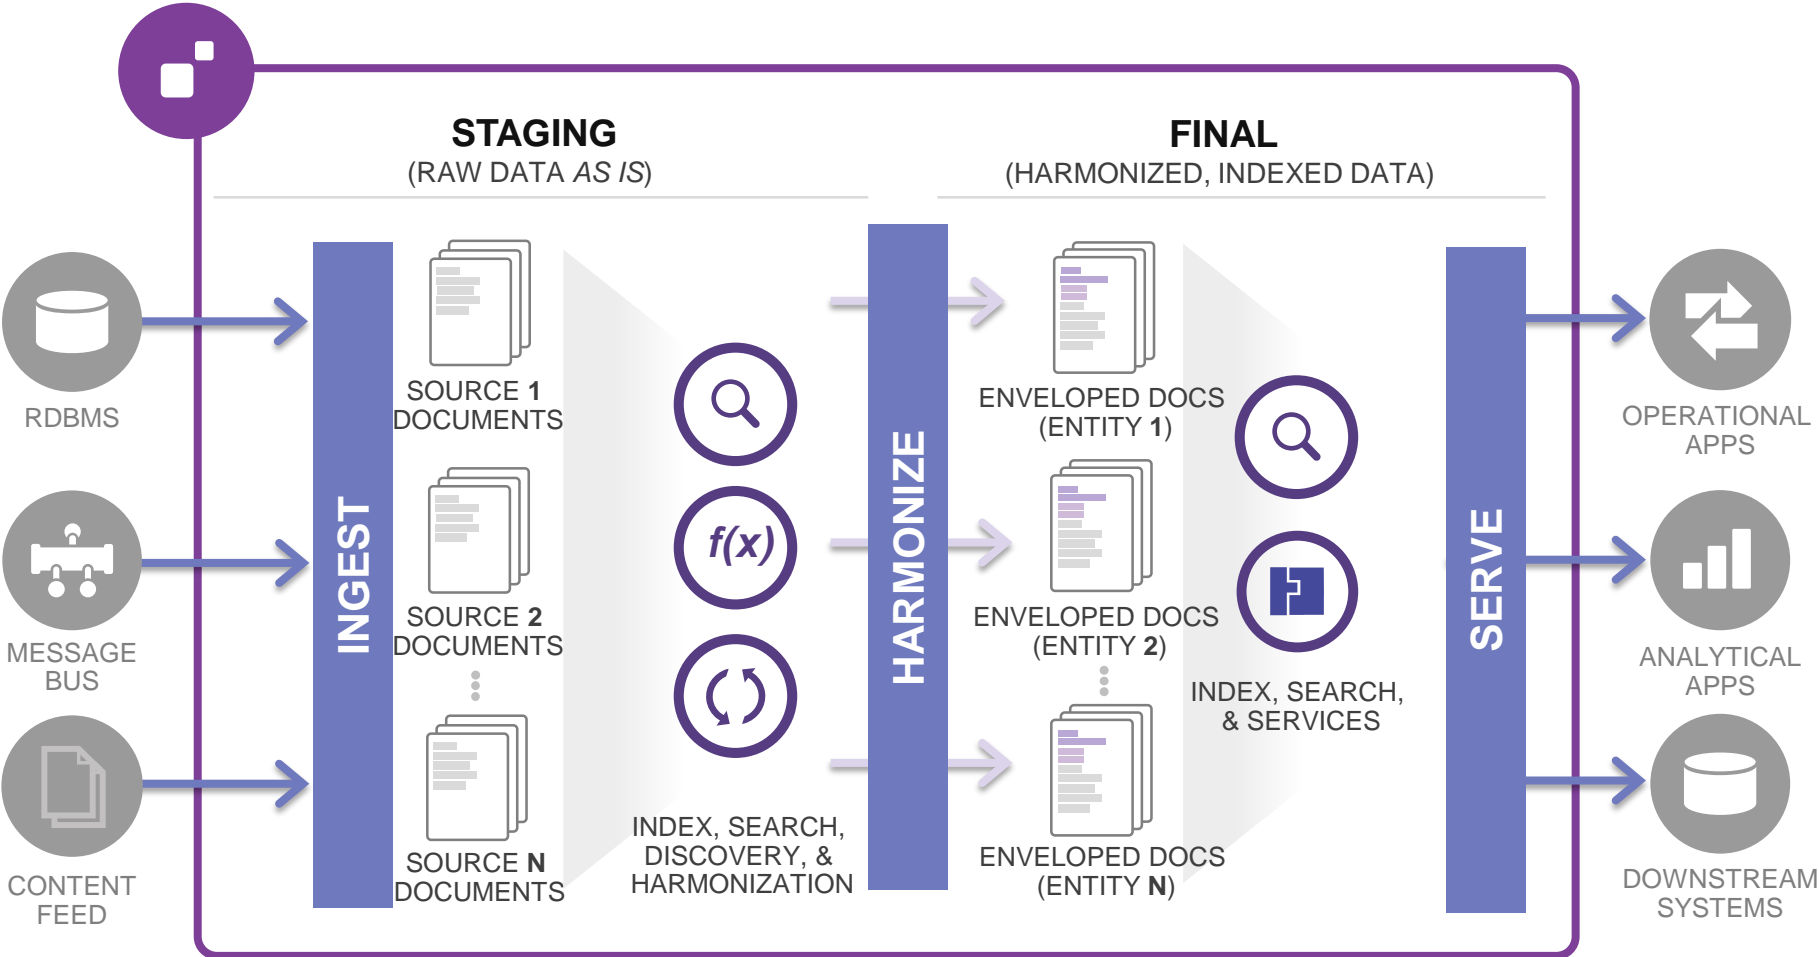 STAGING
(RAW DATA AS IS)
FINAL
(HARMONIZED, INDEXED DATA)
RDBMS
MESSAGE
BUS
CONTENT
FEED
INGEST
SOURCE 1
DOCUMENTS
SOURCE 2
DOCUMENTS
SOURCE N
DOCUMENTS
f(x)
INDEX, SEARCH,
DISCOVERY, &
HARMONIZATION
HARMONIZE
ENVELOPED DOCS
(ENTITY 1)
ENVELOPED DOCS
(ENTITY 2)
ENVELOPED DOCS
(ENTITY N)
INDEX, SEARCH,
& SERVICES
SERVE
OPERATIONAL
APPS
ANALYTICAL
APPS
DOWNSTREAM
SYSTEMS